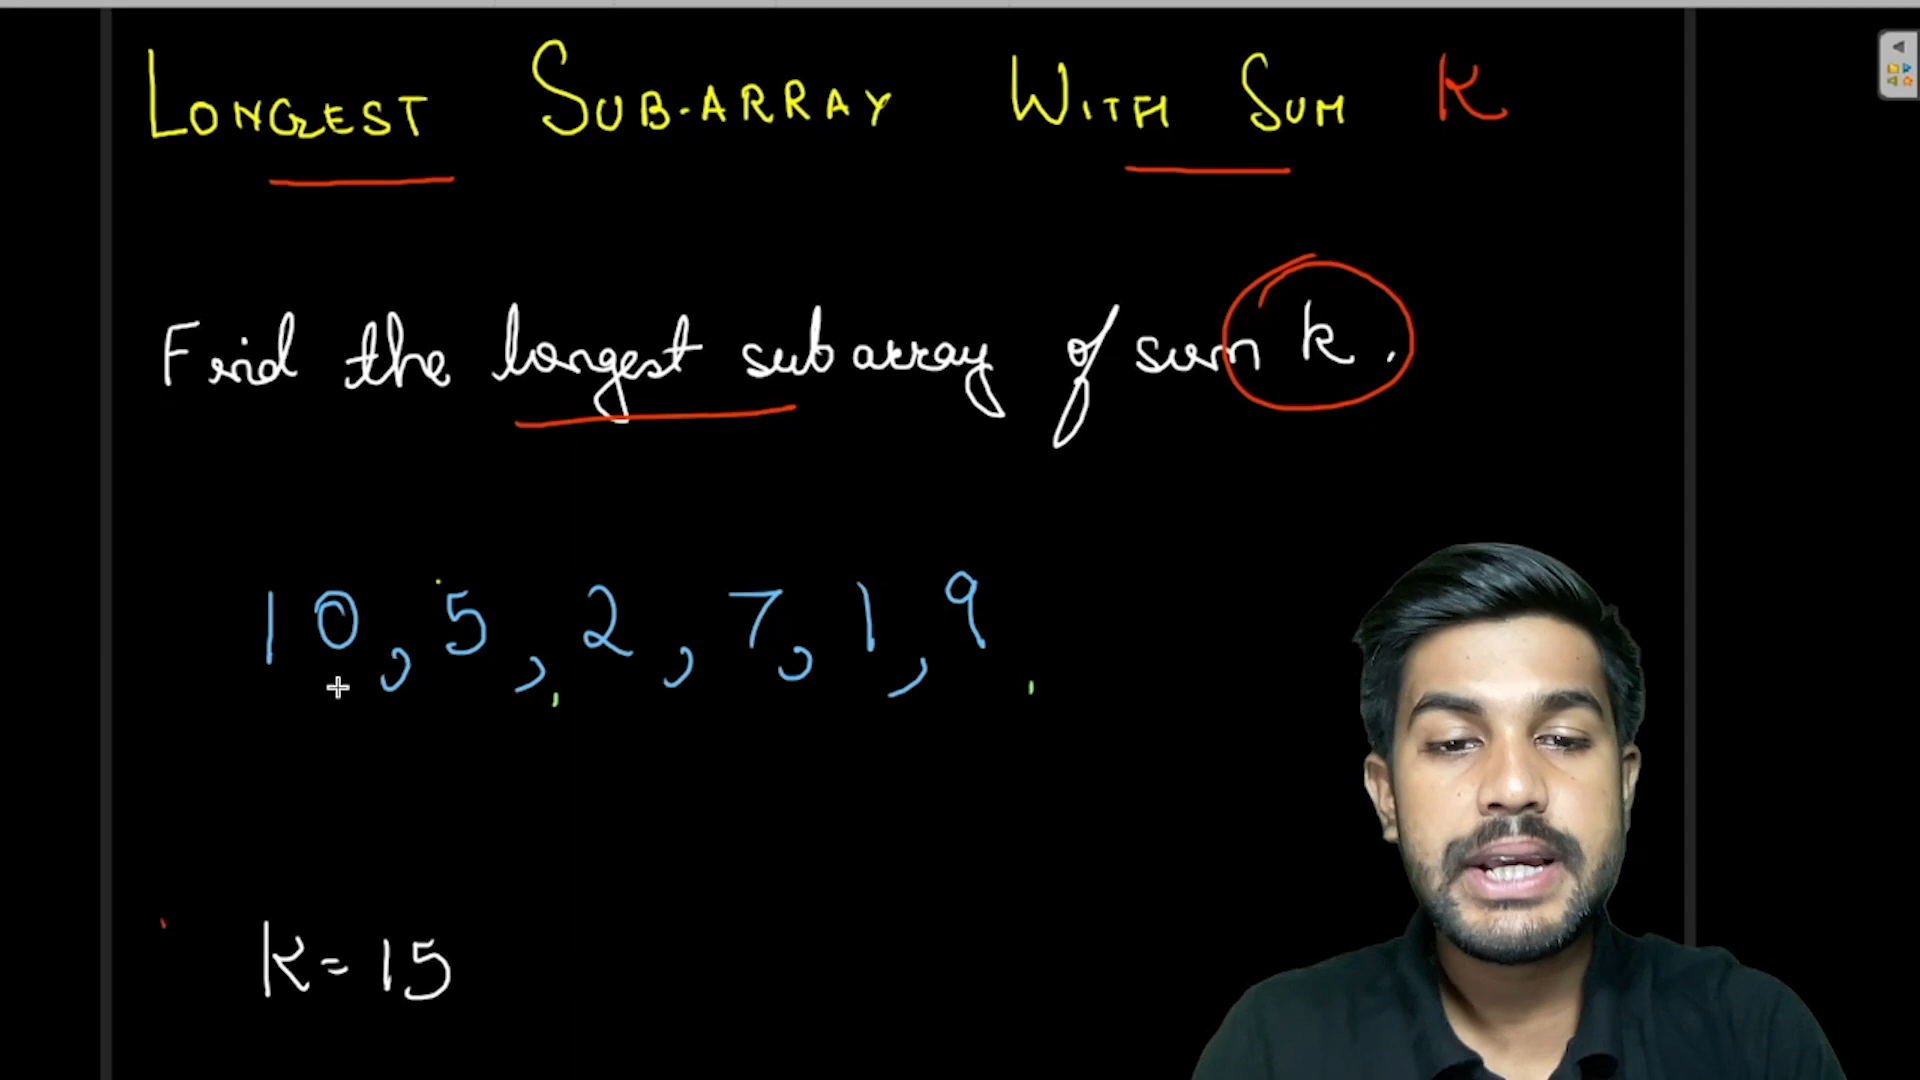 LONGEST SUB-ARRAY WITH SUM K
Find the longest subarray of sum k.
10, 5, 2, 7, 1, 9
K = 15